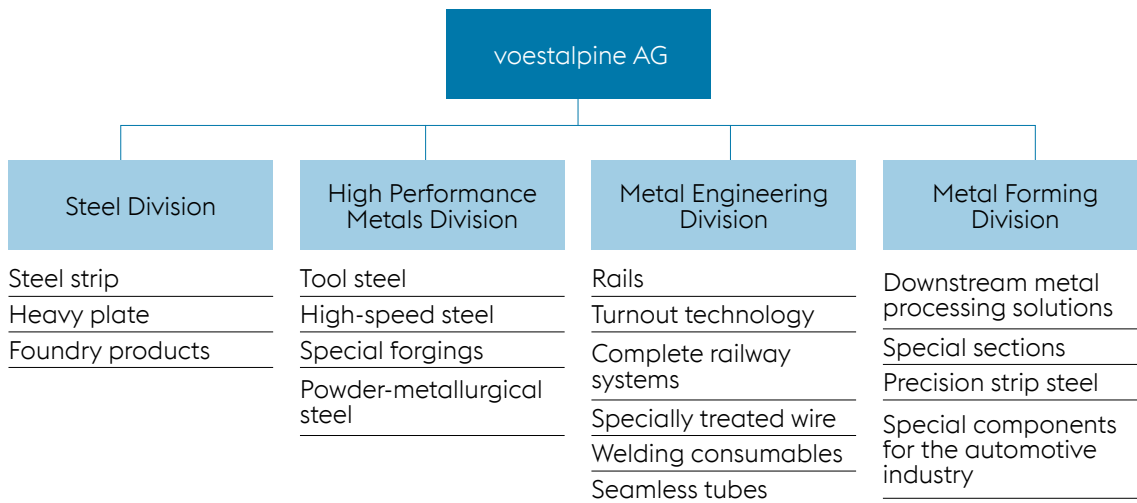 voestalpine AG
Steel Division
Steel strip
Heavy plate
Foundry products
High Performance
Metals Division
Tool steel
High-speed steel
Special forgings
Powder-metallurgical
steel
Metal Engineering
Division
Rails
Turnout technology
Complete railway
systems
Specially treated wire
Welding consumables
Seamless tubes
Metal Forming
Division
Downstream metal
processing solutions
Special sections
Precision strip steel
Special components
for the automotive
industry